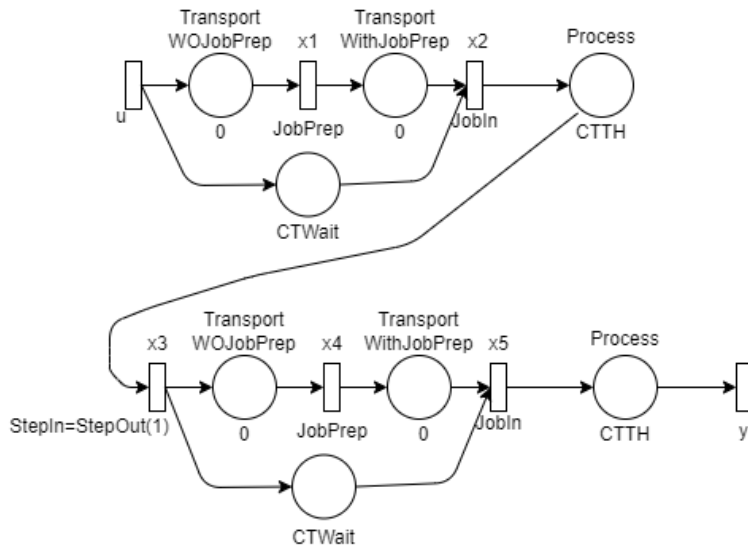 Transport
WOJobPrep
x1
Transport
WithJobPrep
x2
Process
u
0
JobPrep
0
JobIn
CTTH
CTWait
Transport
WOJobPrep
x3
x4
Transport
WithJobPrep
x5
Process
StepIn=StepOut(1)
0
JobPrep
0
JobIn
CTTH
y
CTWait